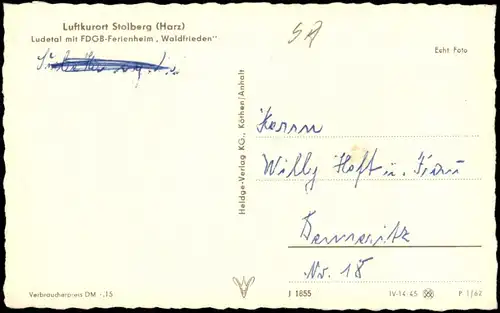 Luftkurort Stolberg (Harz)
Ludetal mit FDGB-Ferienheim „Waldfrieden"
Echt Foto
Heldge-Verlag KG., Köthen/Anhalt
Herrn
Willy Hoft u. Frau
Nr. 18
Verbraucherpreis DM -.15
J 1855
IV-14-45
P 1/62